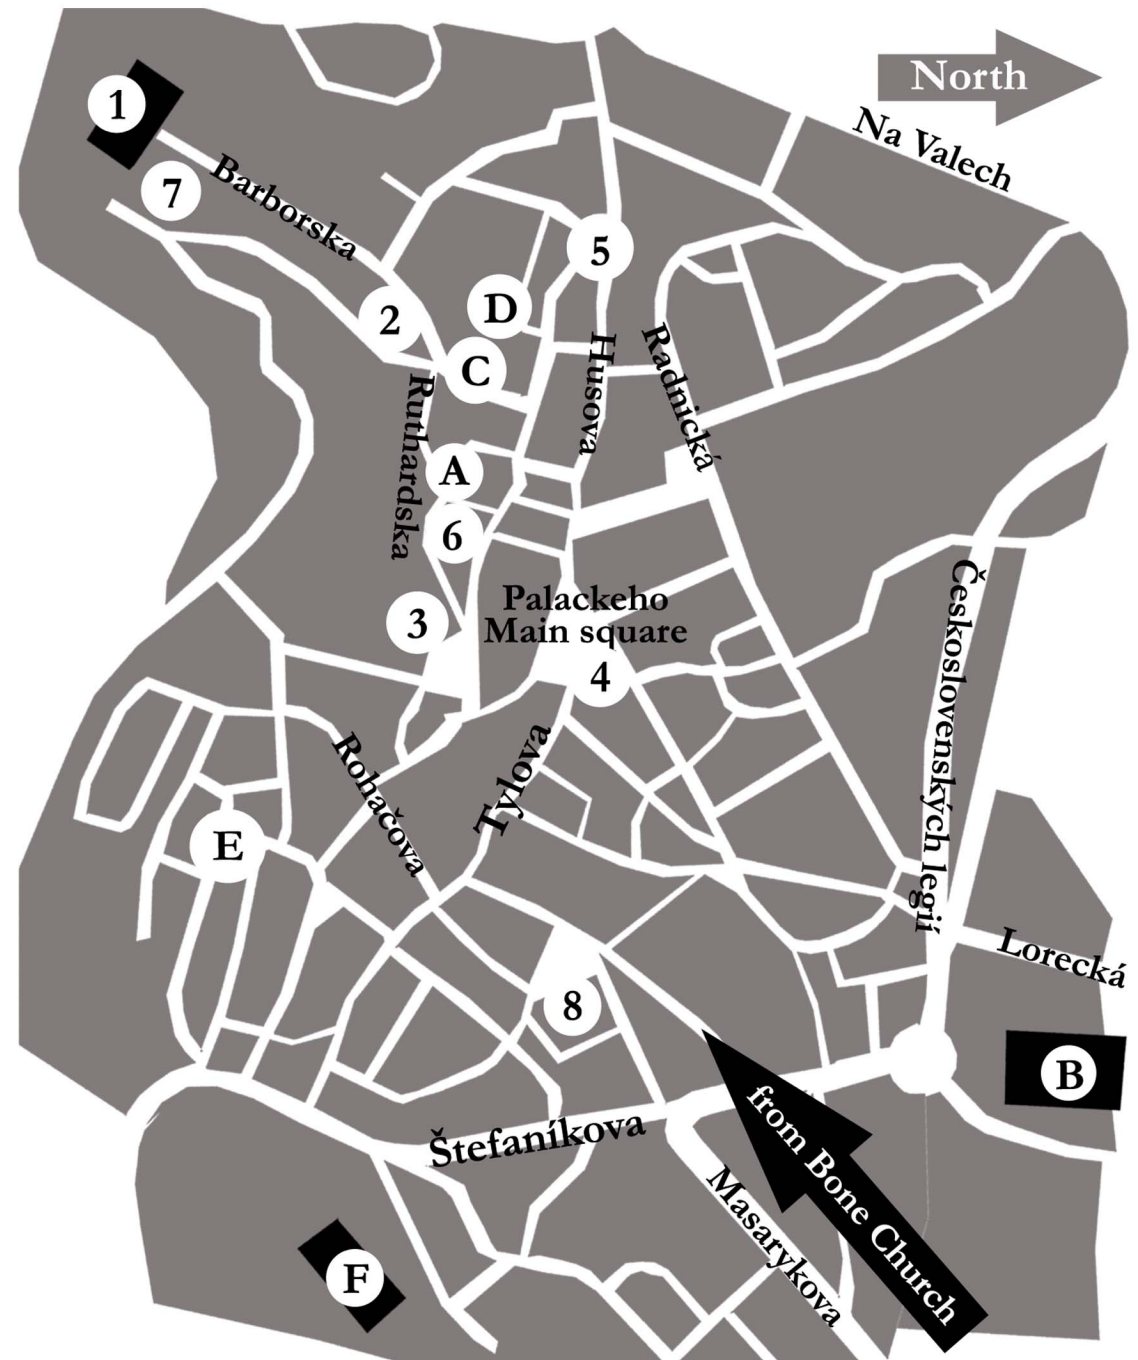 North
Na Valech
1
7
Barborska
5
2
D
C
Husova
Radnická
Ruthardska
A
6
Palackeho
Main square
3
4
Československých legií
Tylova
Rohačova
E
Lorecká
8
B
from Bone Church
Štefaníkova
Masarykova
F